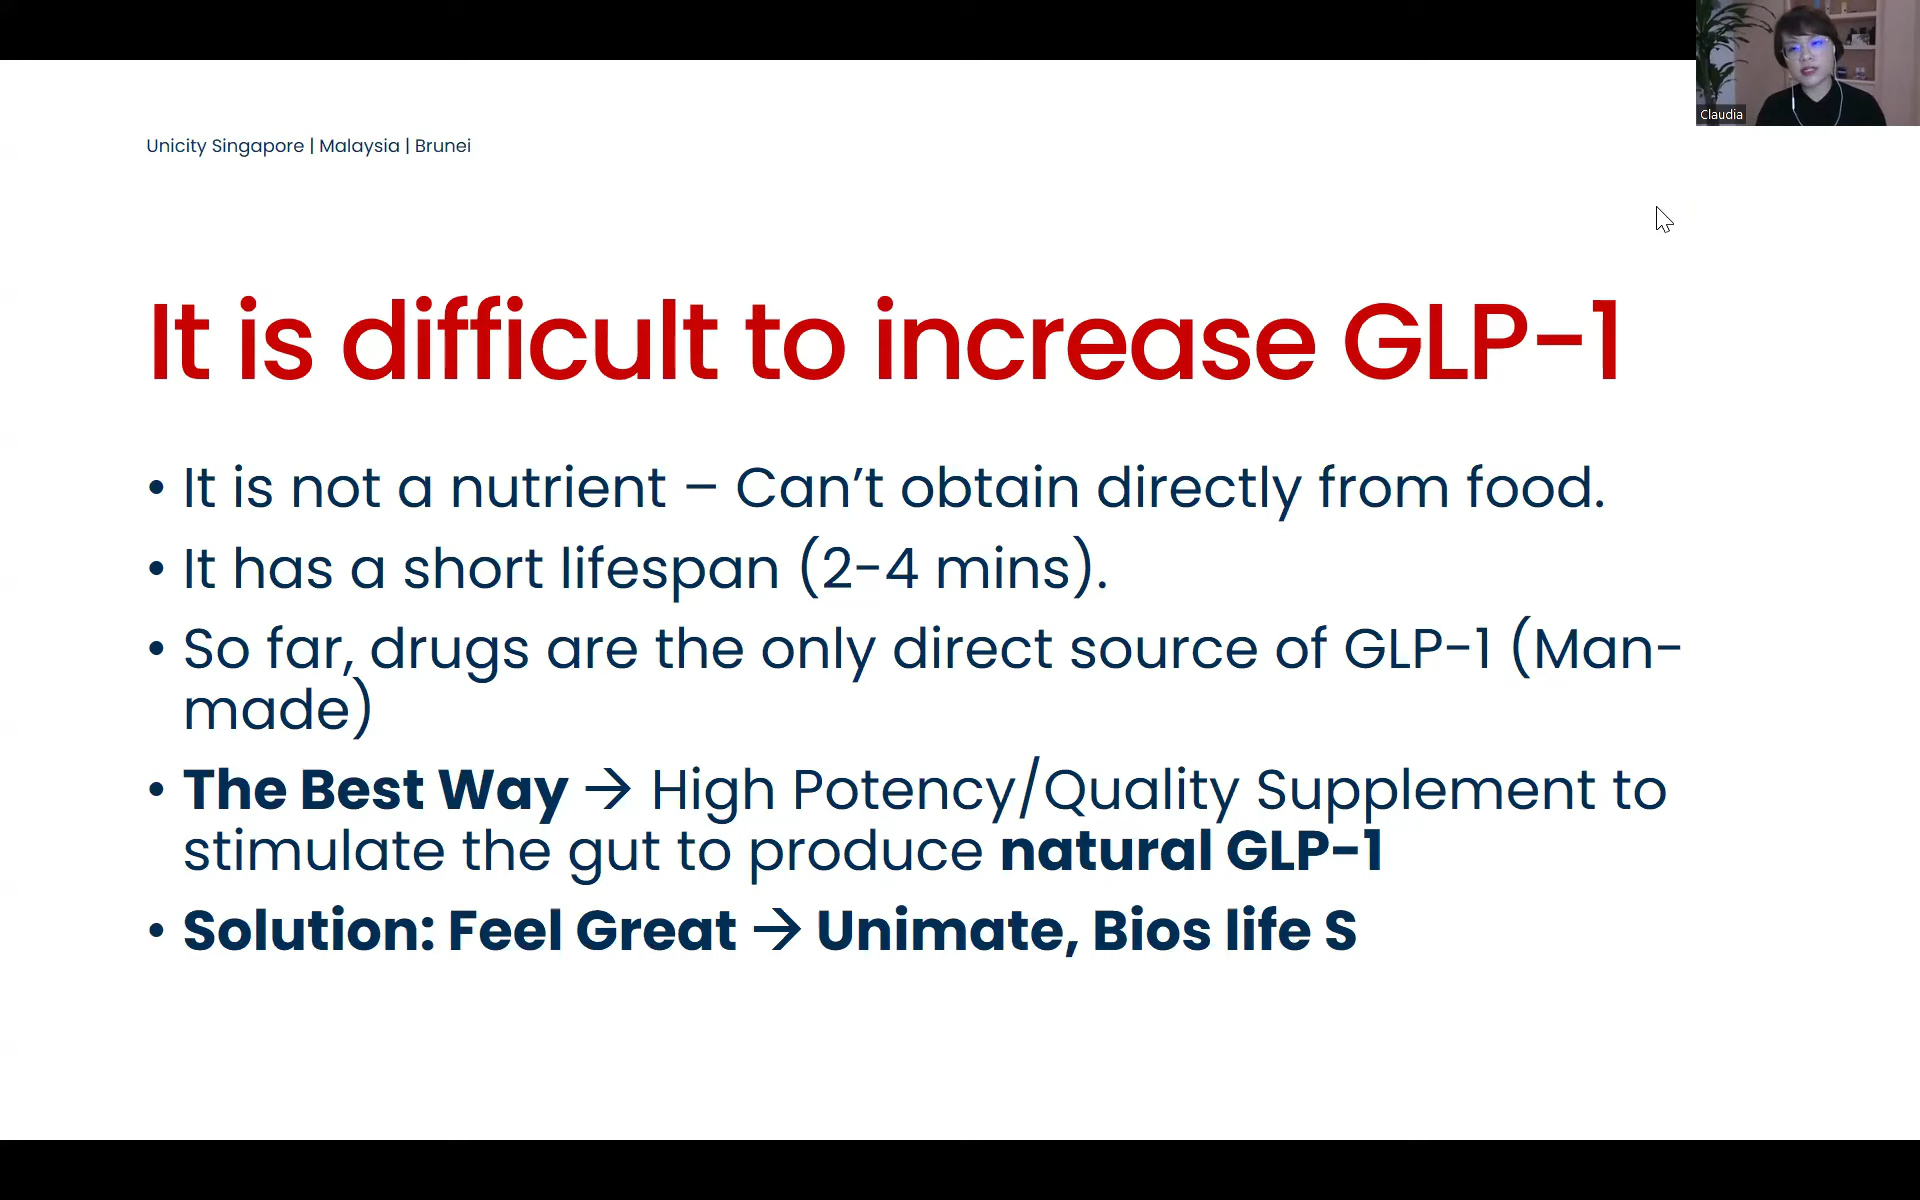 Claudia
Unicity Singapore | Malaysia | Brunei
It is difficult to increase GLP-1
• It is not a nutrient – Can’t obtain directly from food.
• It has a short lifespan (2-4 mins).
• So far, drugs are the only direct source of GLP-1 (Man-
made)
• The Best Way → High Potency/Quality Supplement to
stimulate the gut to produce natural GLP-1
• Solution: Feel Great → Unimate, Bios life S